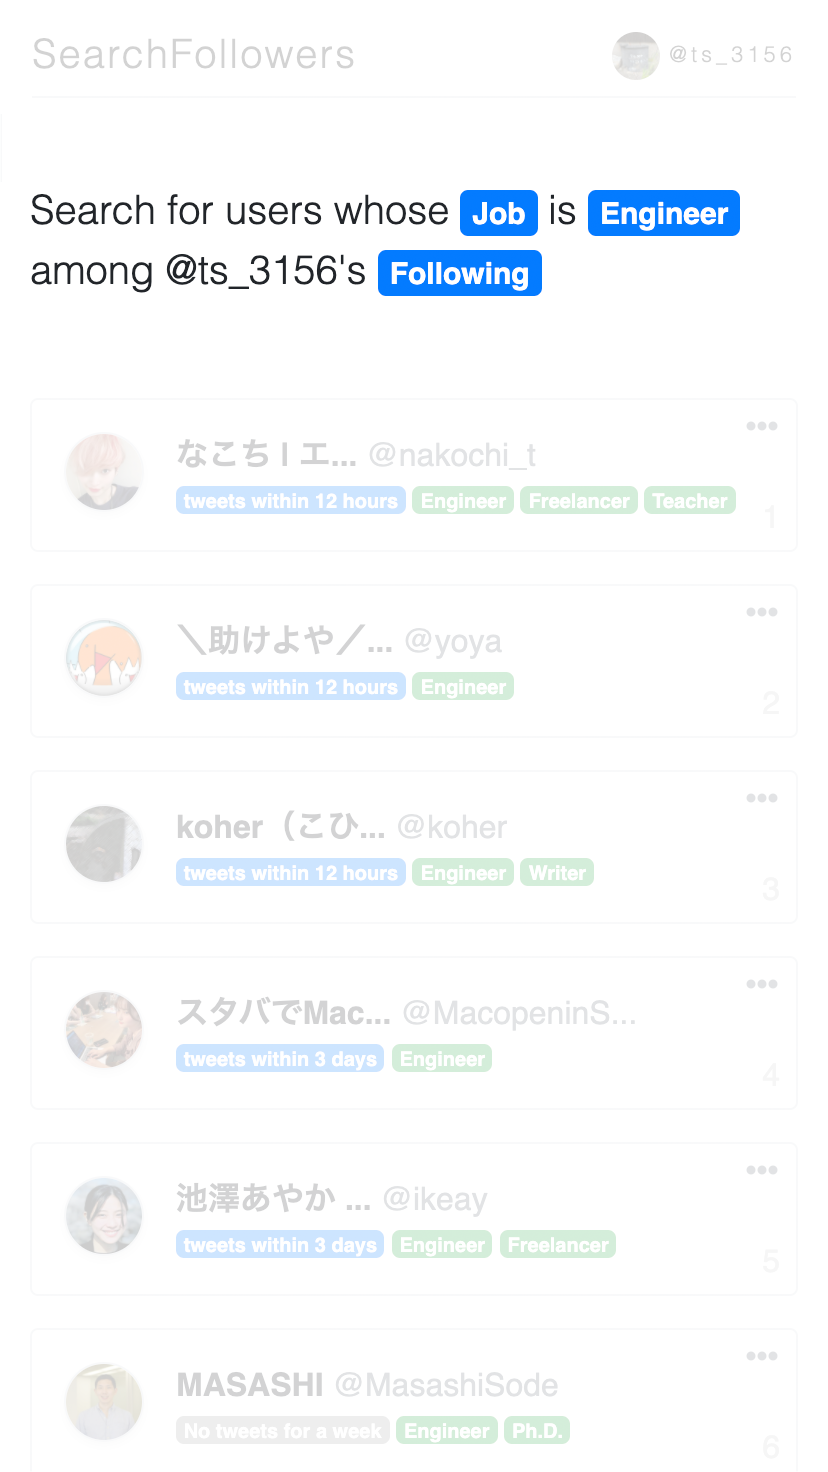 SearchFollowers @ts_3156
Search for users whose Job is Engineer
among @ts_3156's Following
•••
なこち | エ... @nakochi_t
tweets within 12 hours Engineer Freelancer Teacher
1
•••
＼助けよや／... @yoya
tweets within 12 hours Engineer
2
•••
koher（こひ... @koher
tweets within 12 hours Engineer Writer
3
•••
スタバでMac... @MacopeninS...
tweets within 3 days Engineer
4
•••
池澤あやか ... @ikeay
tweets within 3 days Engineer Freelancer
5
•••
MASASHI @MasashiSode
No tweets for a week Engineer Ph.D.
6